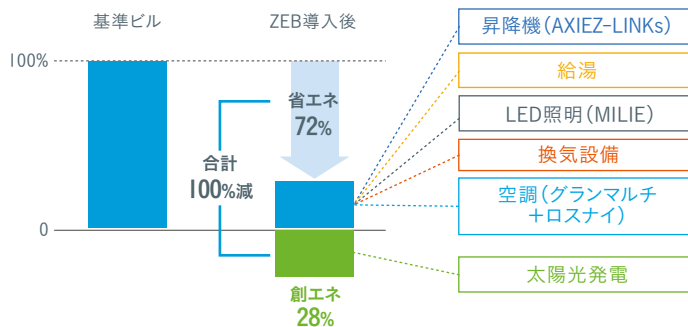 基準ビル
ZEB導入後
100%
0
省エネ
72%
合計
100%減
創エネ
28%
昇降機(AXIEZ-LINKs)
給湯
LED照明(MILIE)
換気設備
空調(グランマルチ
+ロスナイ)
太陽光発電